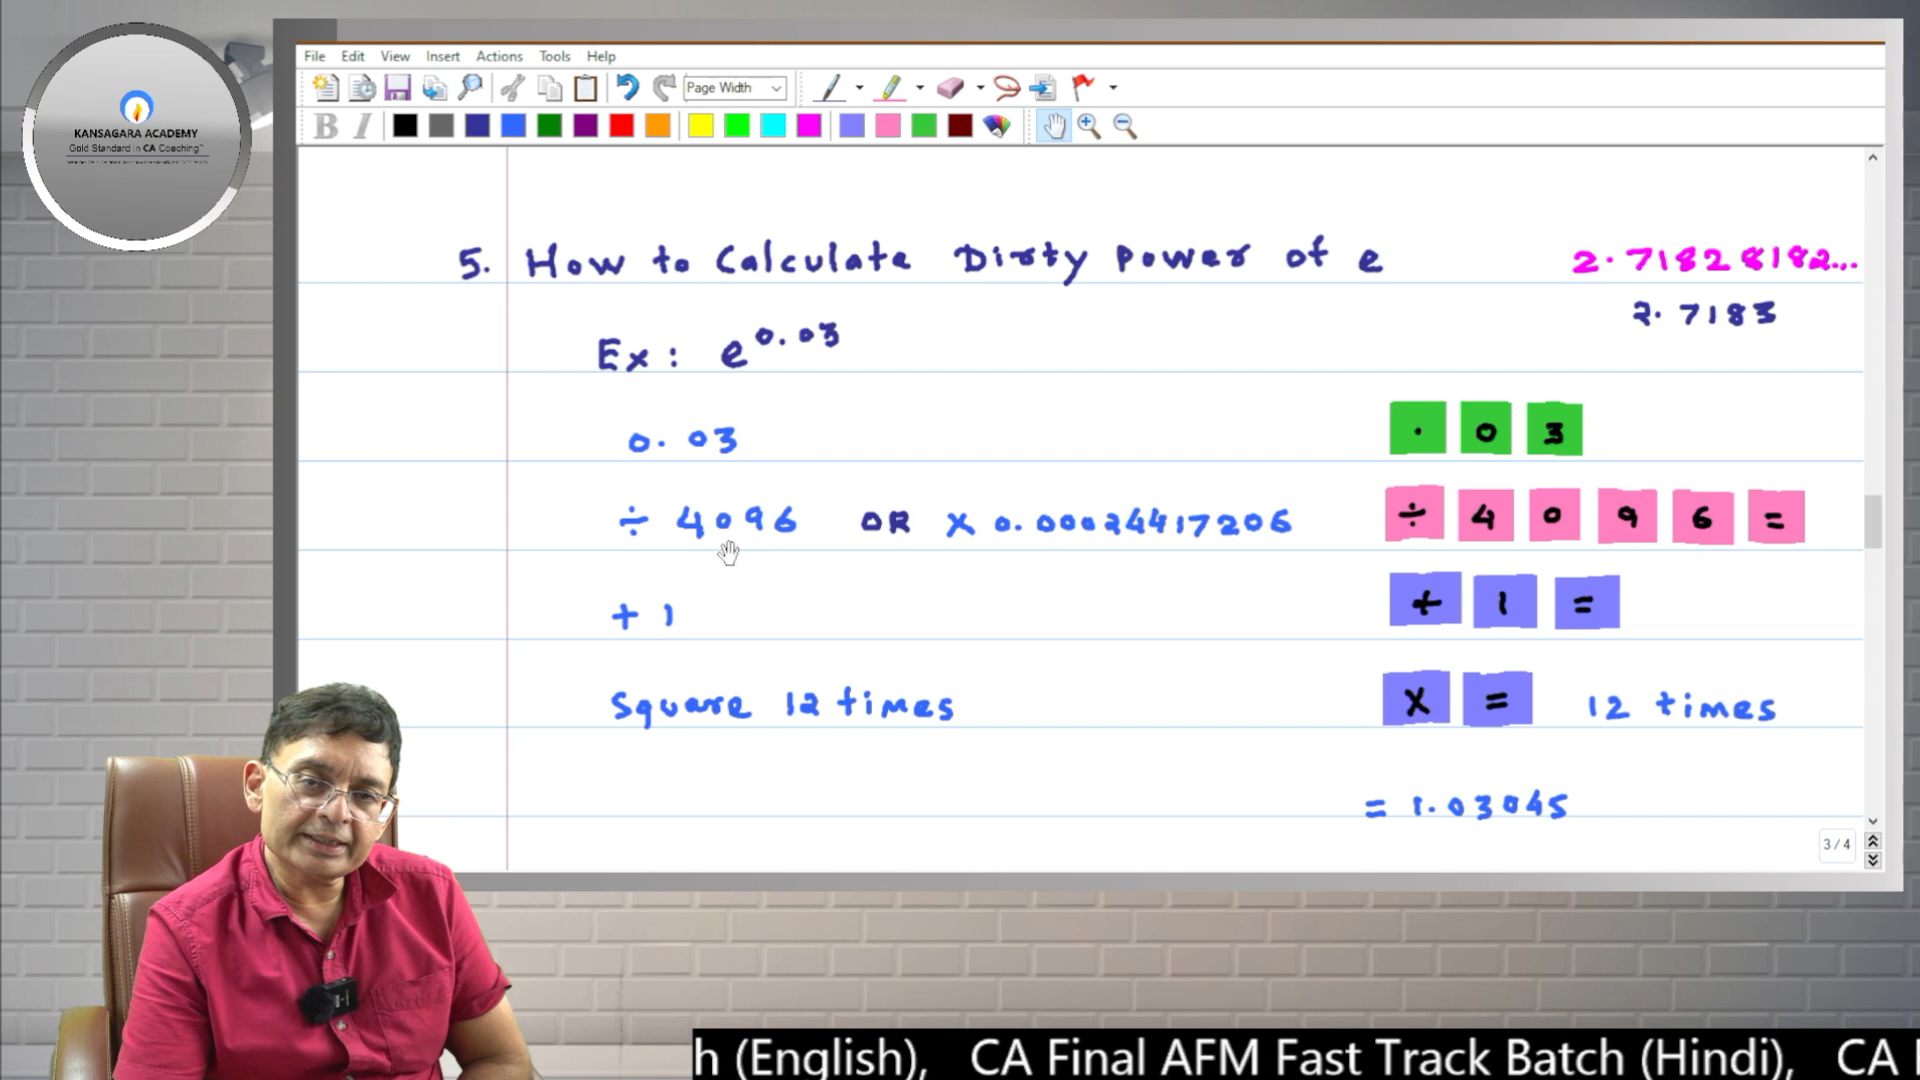 KANSAGARA ACADEMY
Gold Standard in CA Coaching™
File Edit View Insert Actions Tools Help
Page Width
B I
5. How to Calculate Dirty Power of e
2.71828182...
2.7183
Ex: e^0.03
0.03
. 0 3
÷ 4096 OR × 0.00024417206
÷ 4 0 9 6 =
+ 1
+ 1 =
Square 12 times
× = 12 times
= 1.03045
3 / 4
h (English), CA Final AFM Fast Track Batch (Hindi), CA